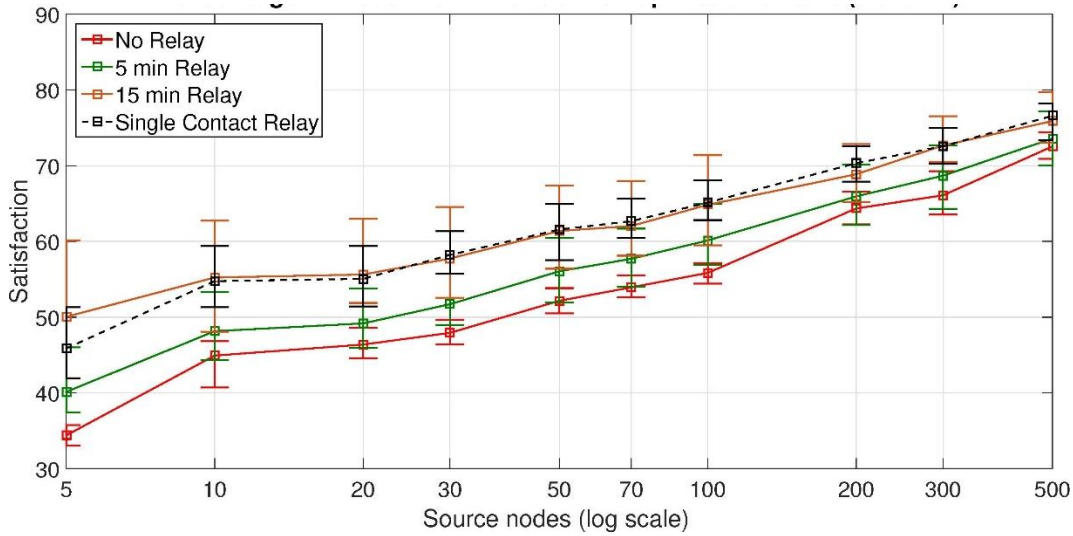 90
80
70
60
50
40
30
Satisfaction
No Relay
5 min Relay
15 min Relay
Single Contact Relay
5 10 20 30 50 70 100 200 300 500
Source nodes (log scale)